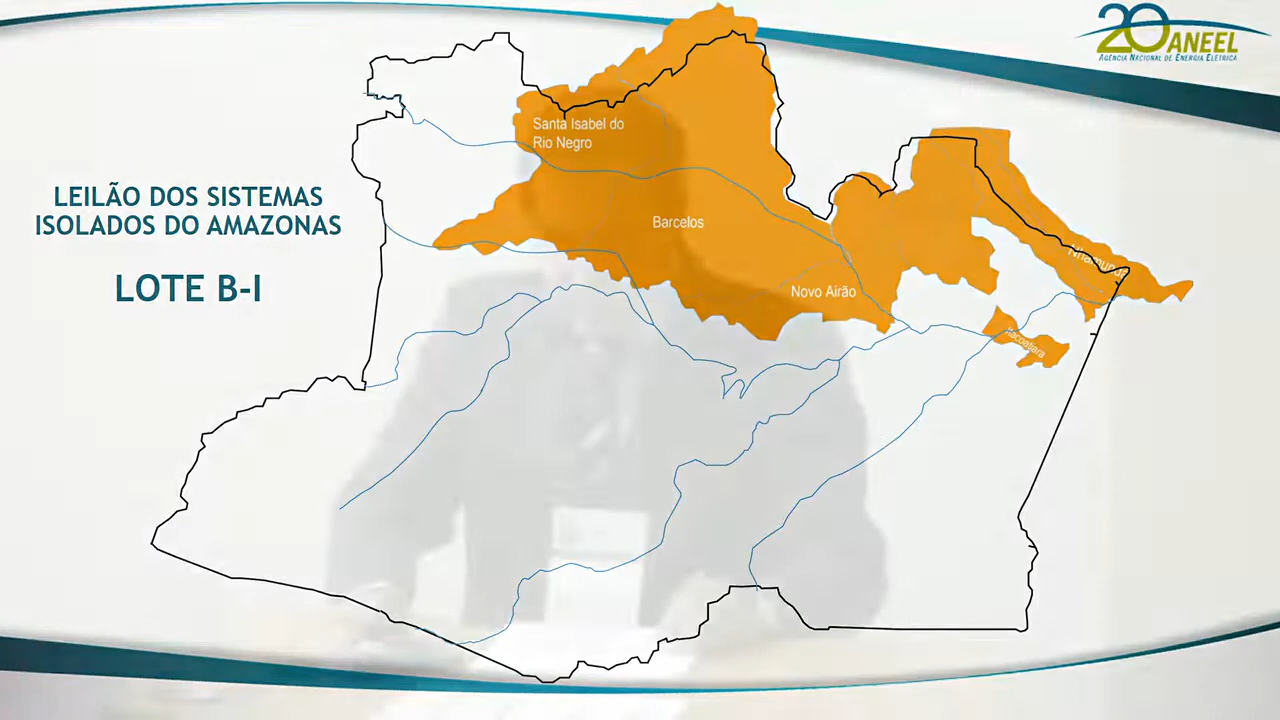 20 ANEEL
AGÊNCIA NACIONAL DE ENERGIA ELÉTRICA
LEILÃO DOS SISTEMAS
ISOLADOS DO AMAZONAS
LOTE B-I
Santa Isabel do
Rio Negro
Barcelos
Novo Airão
Nhamundá
Itacoatiara